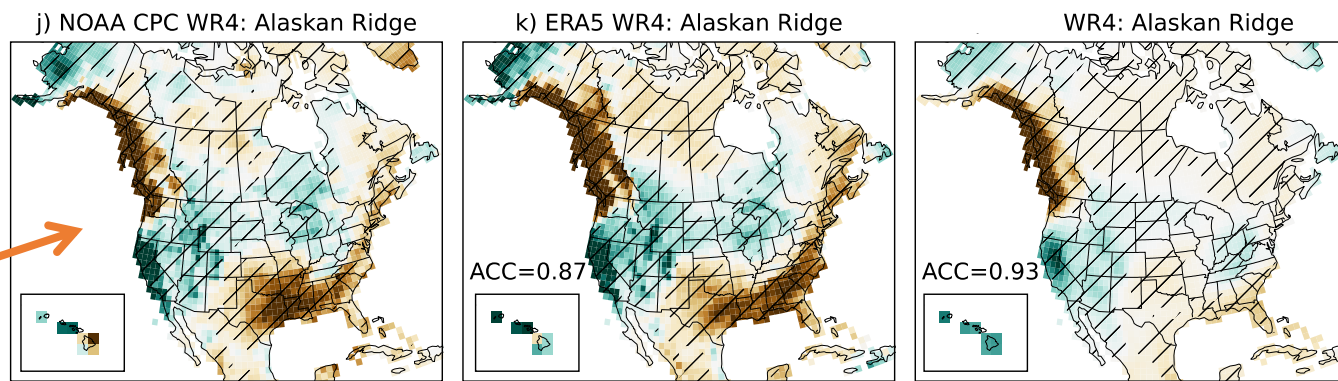 j) NOAA CPC WR4: Alaskan Ridge
k) ERA5 WR4: Alaskan Ridge
WR4: Alaskan Ridge
ACC=0.87
ACC=0.93